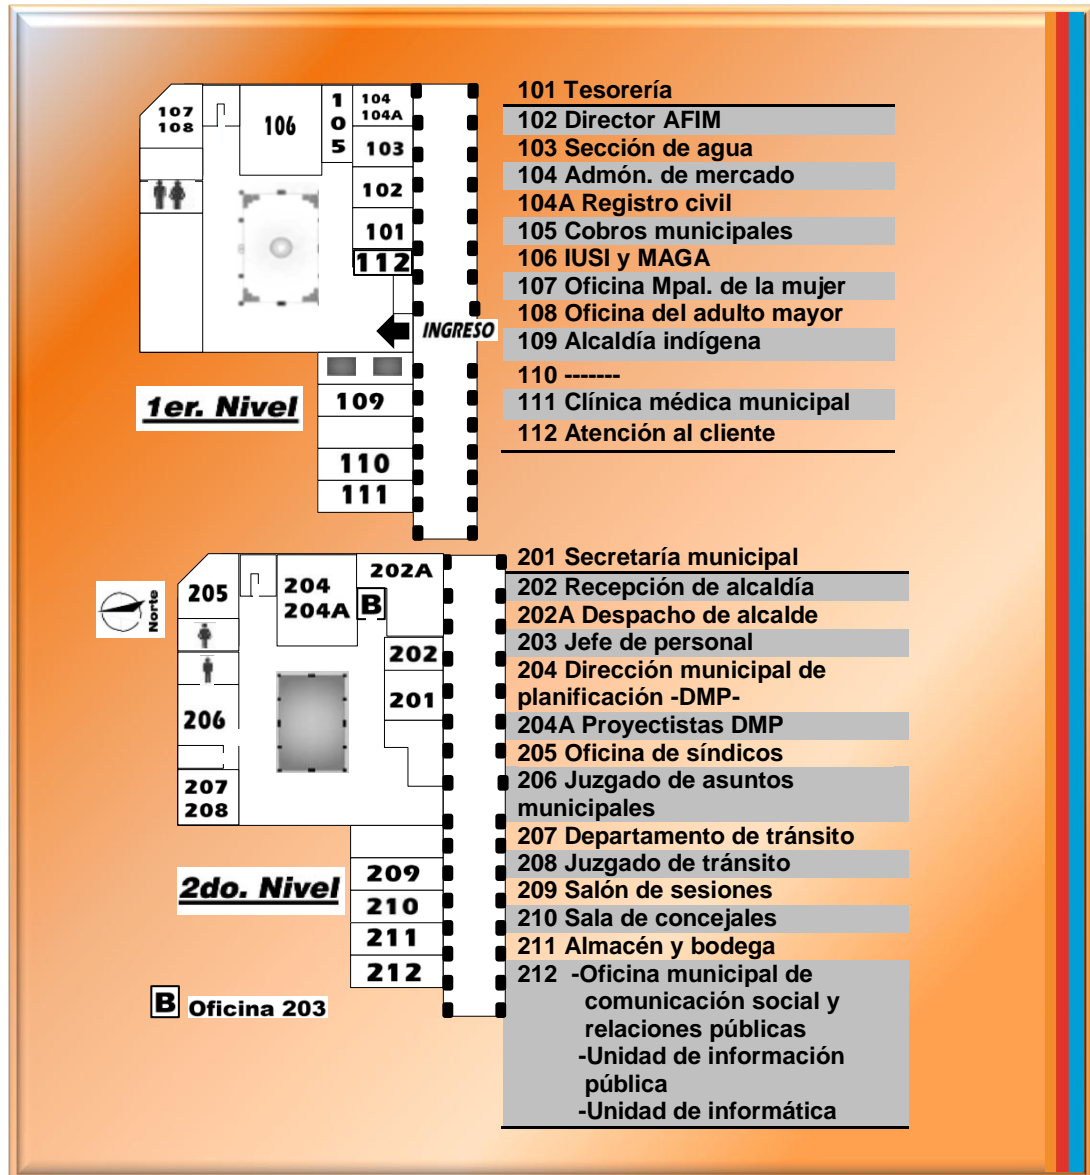 107
108
106
1
0
5
104
104A
103
102
101
112
INGRESO
109
110
111
1er. Nivel
101 Tesorería
102 Director AFIM
103 Sección de agua
104 Admón. de mercado
104A Registro civil
105 Cobros municipales
106 IUSI y MAGA
107 Oficina Mpal. de la mujer
108 Oficina del adulto mayor
109 Alcaldía indígena
110 -------
111 Clínica médica municipal
112 Atención al cliente
Norte
205
204
204A
202A
B
202
201
206
207
208
209
210
211
212
2do. Nivel
B Oficina 203
201 Secretaría municipal
202 Recepción de alcaldía
202A Despacho de alcalde
203 Jefe de personal
204 Dirección municipal de
planificación -DMP-
204A Proyectistas DMP
205 Oficina de síndicos
206 Juzgado de asuntos
municipales
207 Departamento de tránsito
208 Juzgado de tránsito
209 Salón de sesiones
210 Sala de concejales
211 Almacén y bodega
212 -Oficina municipal de
comunicación social y
relaciones públicas
-Unidad de información
pública
-Unidad de informática